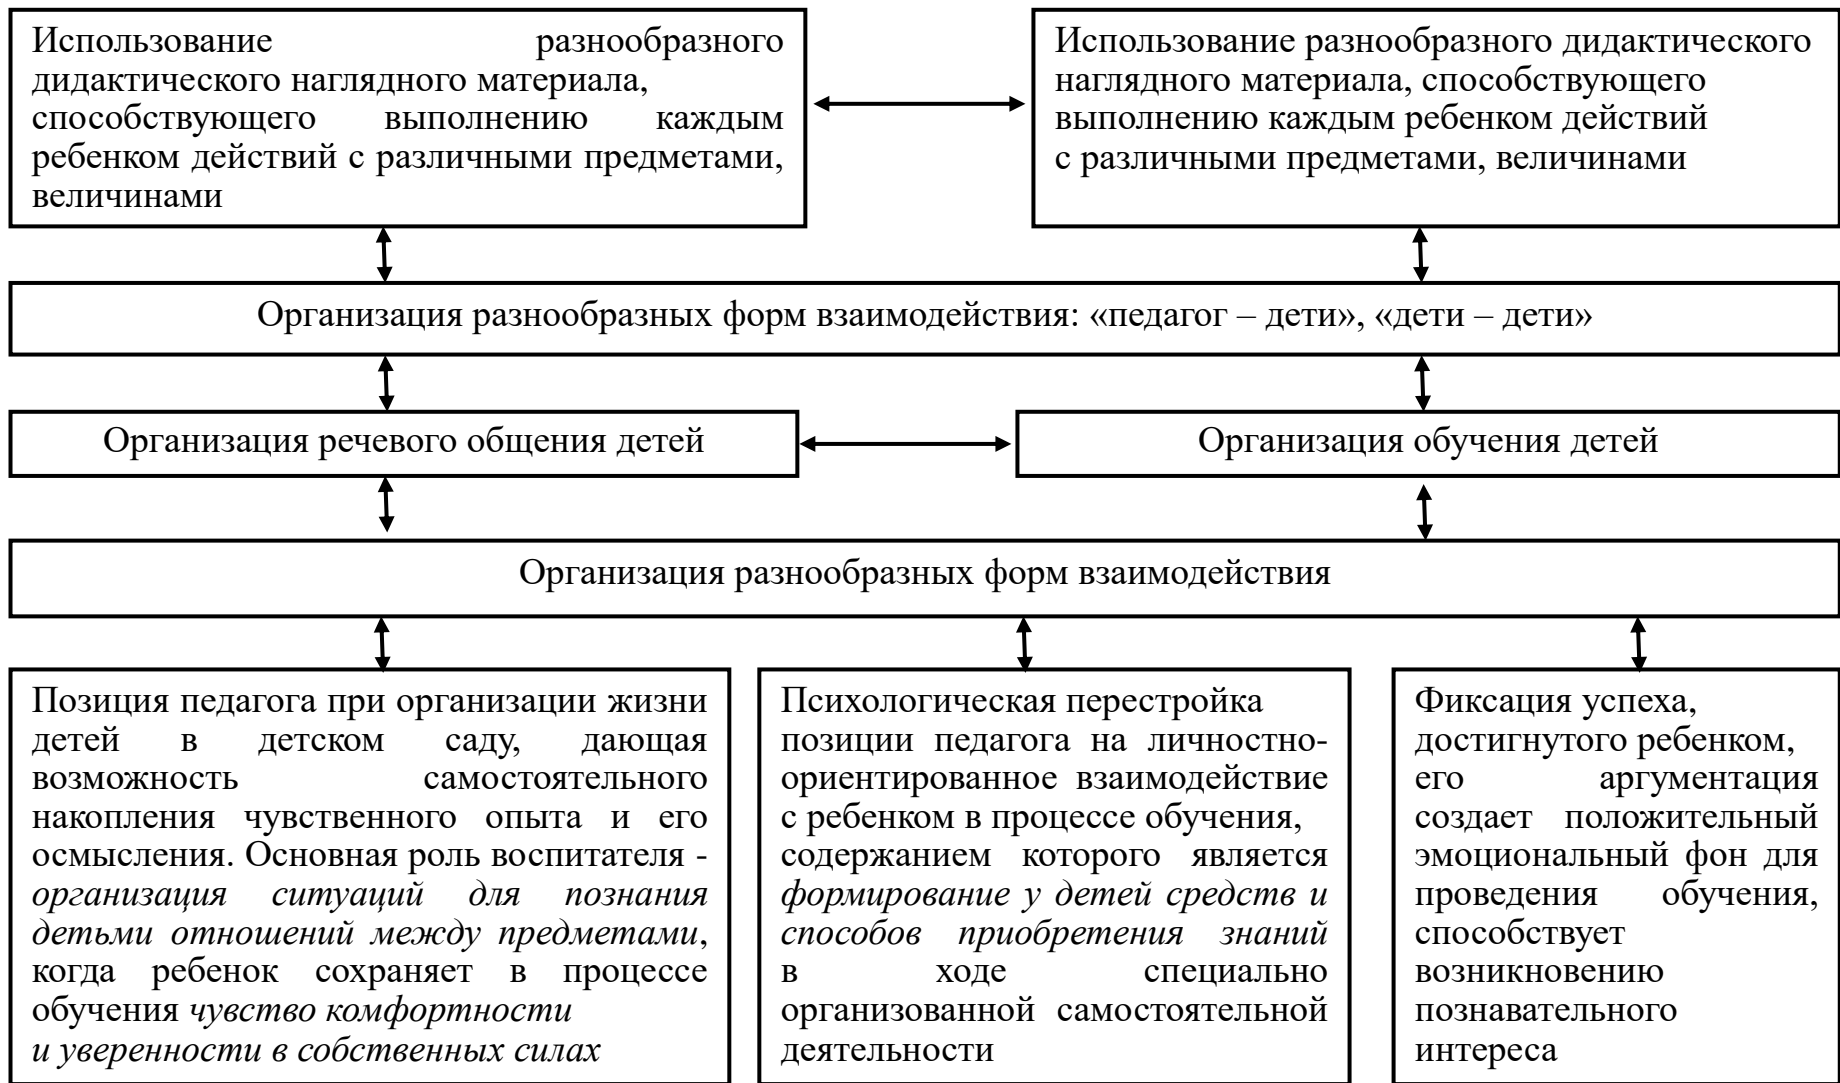 Использование разнообразного
дидактического наглядного материала,
способствующего выполнению каждым
ребенком действий с различными предметами,
величинами
Использование разнообразного дидактического
наглядного материала, способствующего
выполнению каждым ребенком действий
с различными предметами, величинами
Организация разнообразных форм взаимодействия: «педагог – дети», «дети – дети»
Организация речевого общения детей
Организация обучения детей
Организация разнообразных форм взаимодействия
Позиция педагога при организации жизни
детей в детском саду, дающая
возможность самостоятельного
накопления чувственного опыта и его
осмысления. Основная роль воспитателя -
организация ситуаций для познания
детьми отношений между предметами,
когда ребенок сохраняет в процессе
обучения чувство комфортности
и уверенности в собственных силах
Психологическая перестройка
позиции педагога на личностно-
ориентированное взаимодействие
с ребенком в процессе обучения,
содержанием которого является
формирование у детей средств и
способов приобретения знаний
в ходе специально
организованной самостоятельной
деятельности
Фиксация успеха,
достигнутого ребенком,
его аргументация
создает положительный
эмоциональный фон для
проведения обучения,
способствует
возникновению
познавательного
интереса